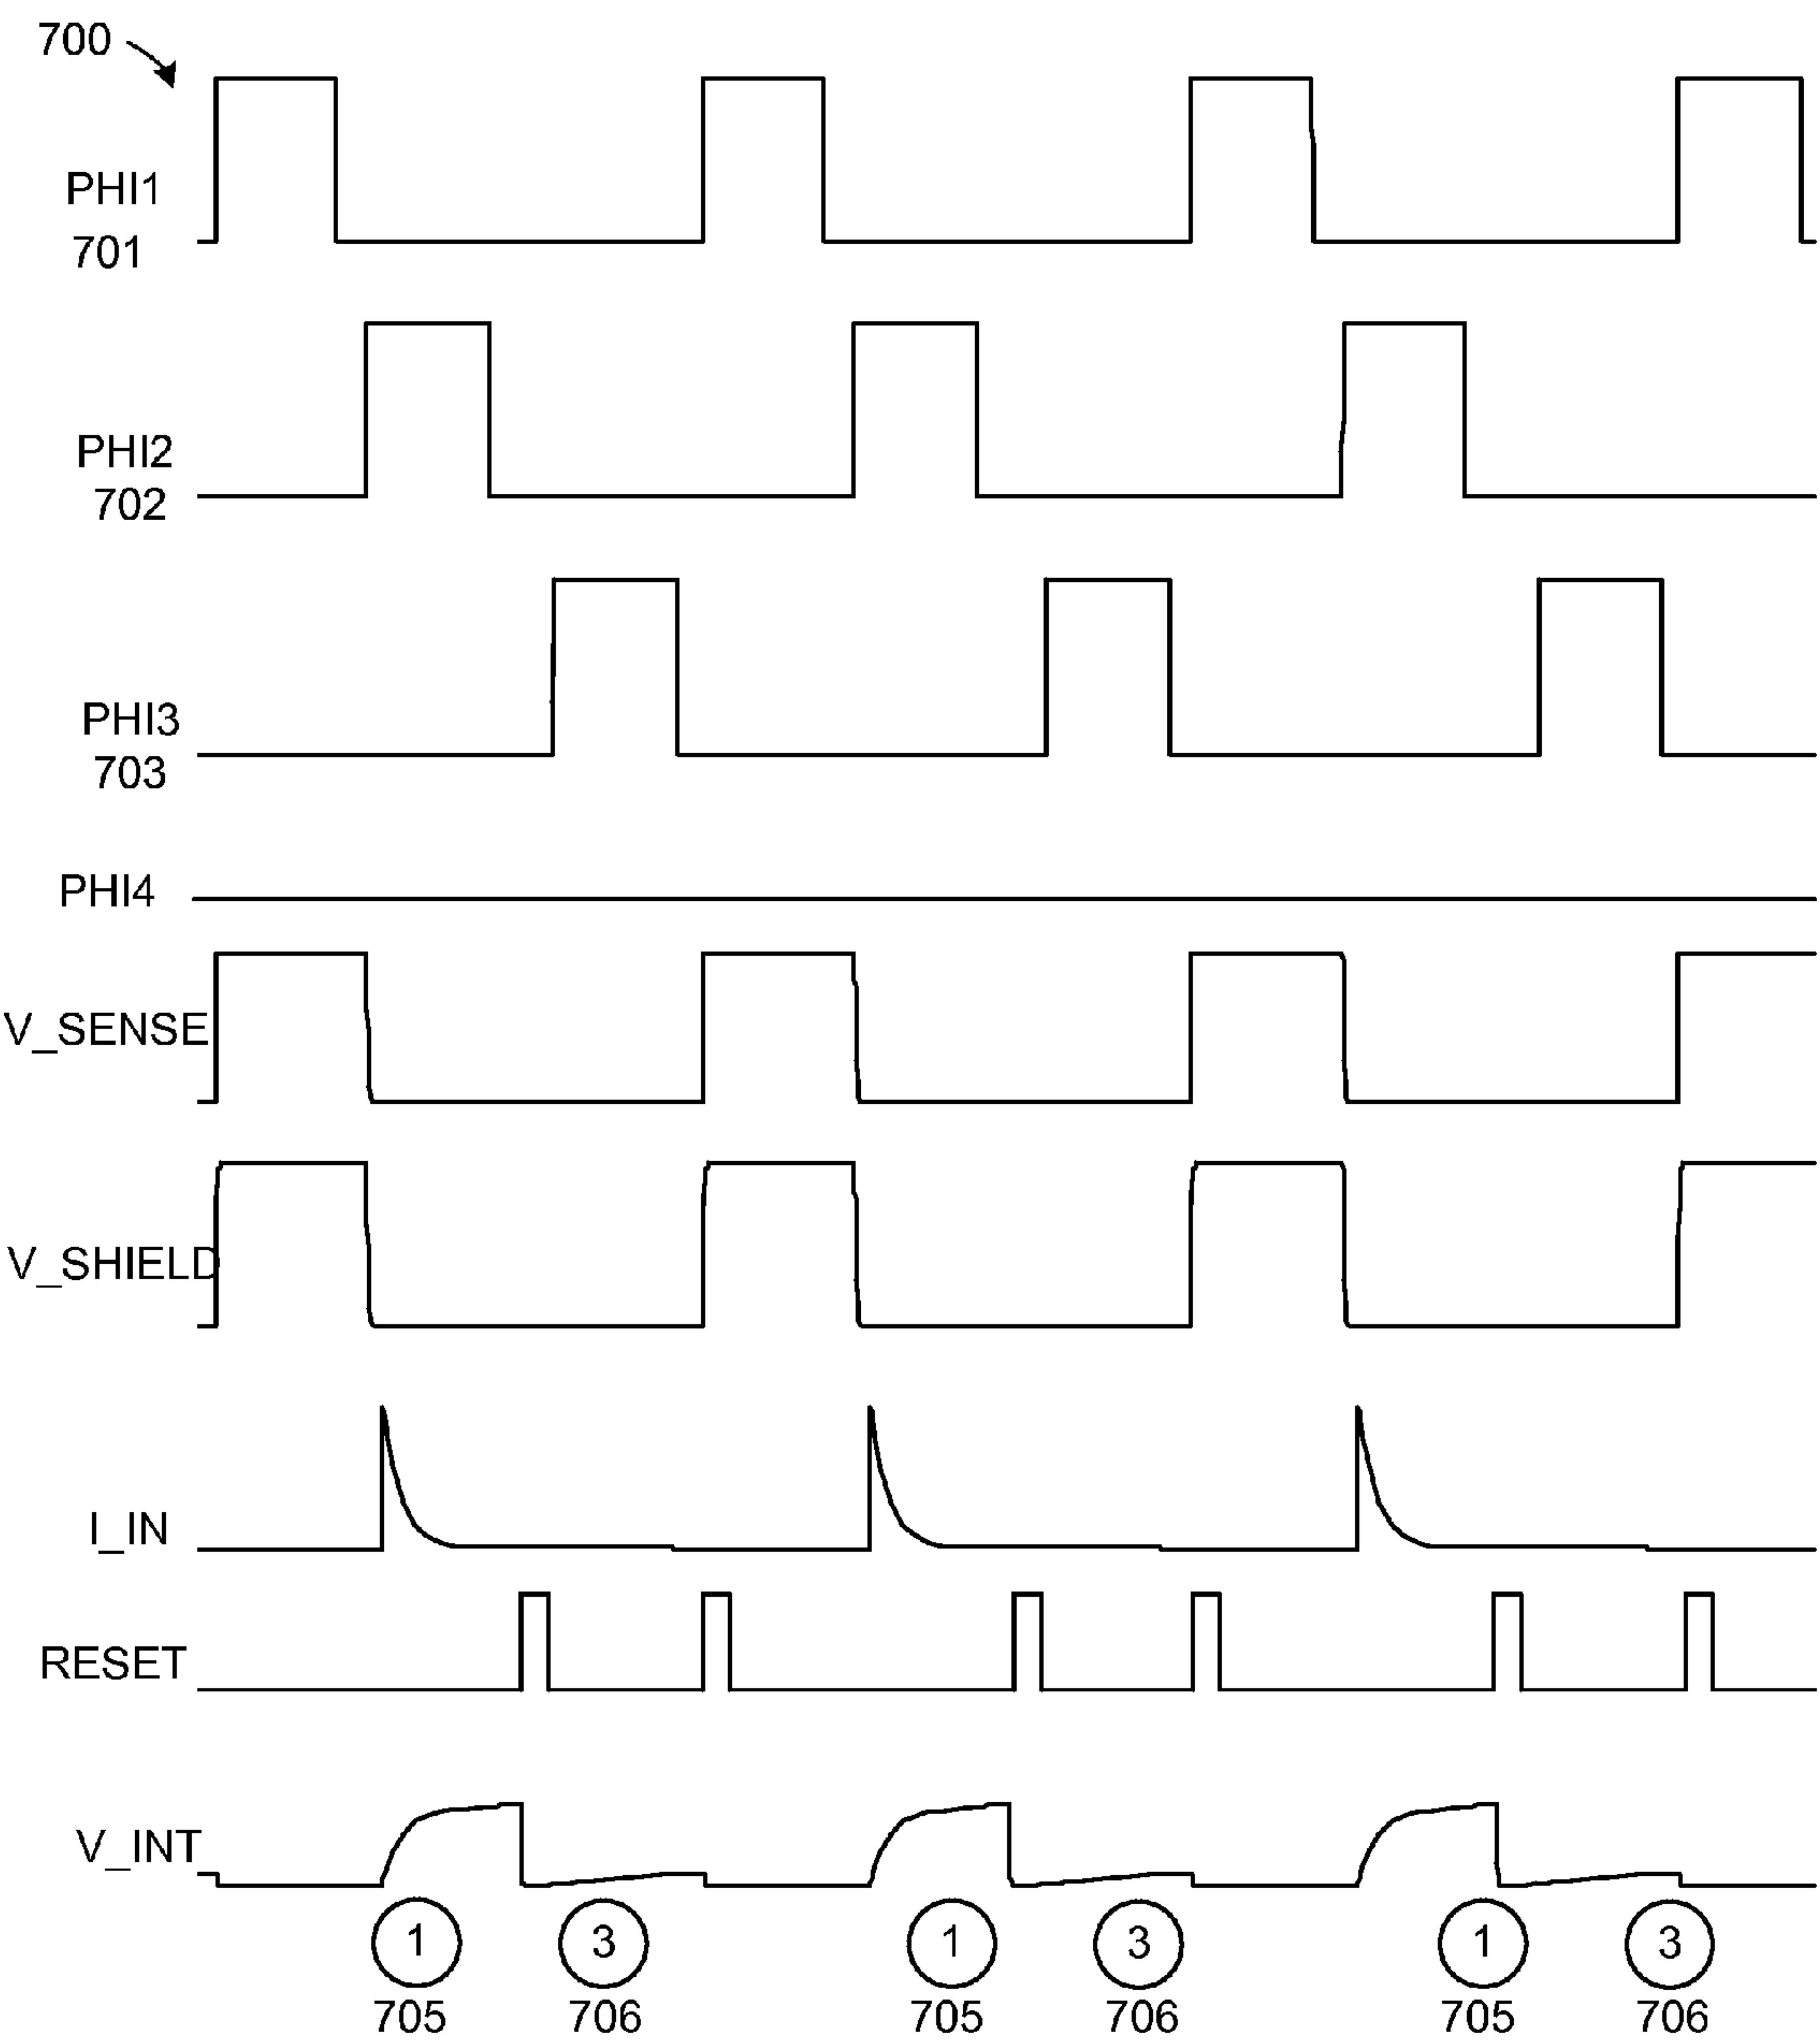 700
PHI1
701
PHI2
702
PHI3
703
PHI4
V_SENSE
V_SHIELD
I_IN
RESET
V_INT
1 3 1 3 1 3
705 706 705 706 705 706